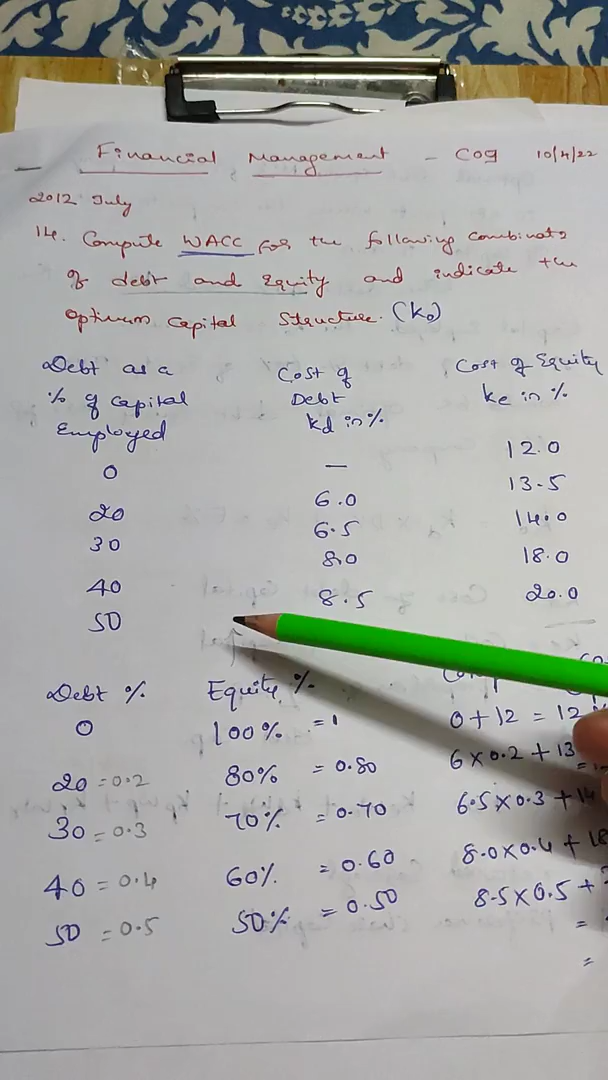 Financial Management - COG 10/4/22
2012 July
14. Compute WACC for the following combinats
of debt and Equity and indicate the
optimum capital structure. (Ko)
Debt as a % of capital Employed
Cost of Debt kd in %
Cost of Equity ke in %
0 — 12.0
20 6.0 13.5
30 6.5 14.0
40 8.0 18.0
50 8.5 20.0
Debt % Equity %
0 100% = 1 0 + 12 = 12
20 = 0.2 80% = 0.80 6 x 0.2 + 13
30 = 0.3 70% = 0.70 6.5 x 0.3 + 14
40 = 0.4 60% = 0.60 8.0 x 0.4 + 18
50 = 0.5 50% = 0.50 8.5 x 0.5 +
=
=